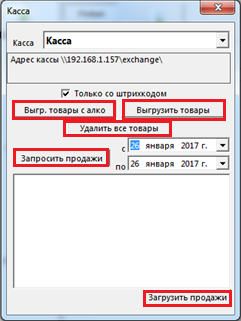 Касса
Касса Касса
Адрес кассы \\192.168.1.157\exchange\
Только со штрихкодом
Выгр. товары с алко Выгрузить товары
Удалить все товары
с 26 января 2017 г.
Запросить продажи
по 26 января 2017 г.
Загрузить продажи